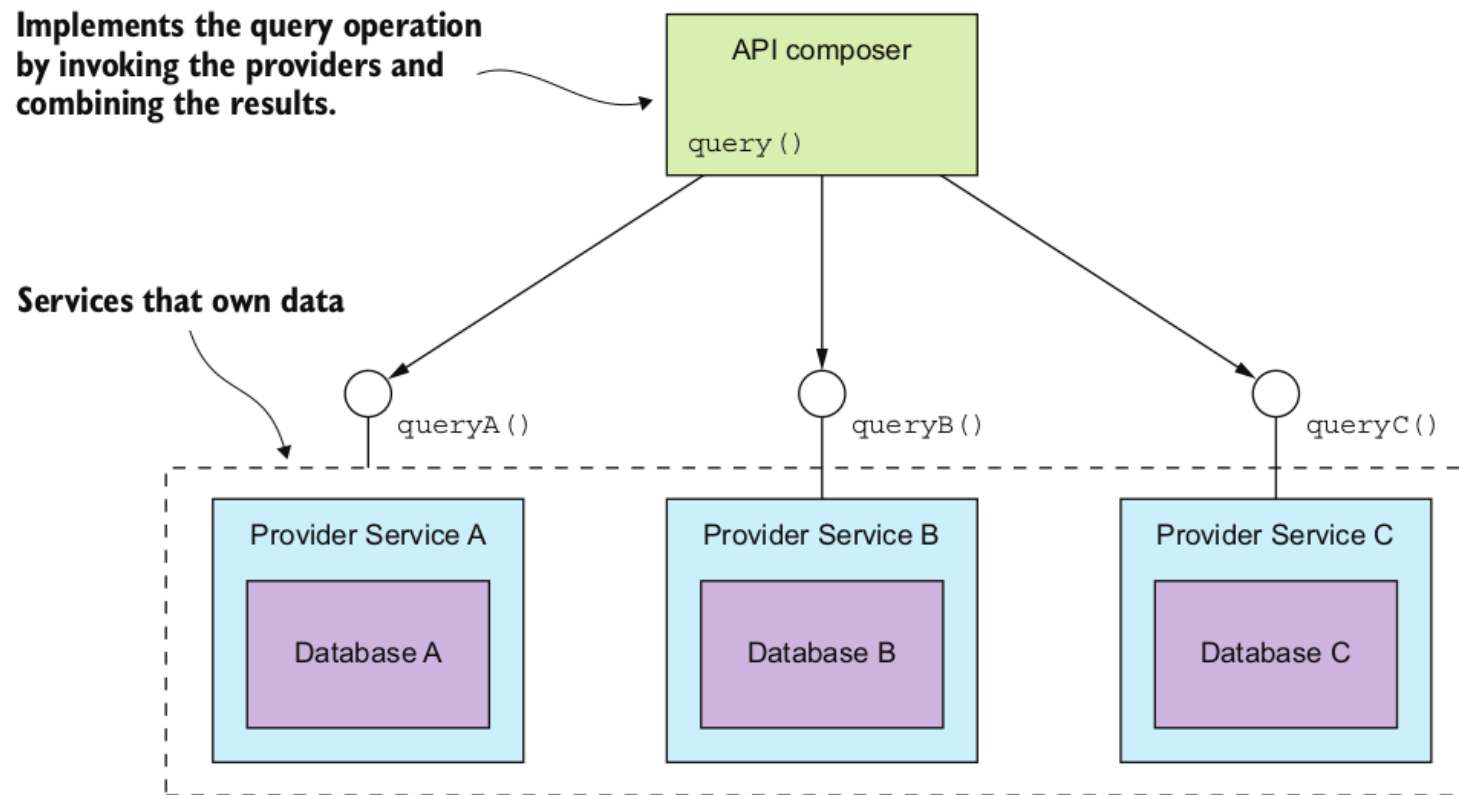 Implements the query operation
by invoking the providers and
combining the results.
API composer
query()
Services that own data
queryA()
queryB()
queryC()
Provider Service A
Provider Service B
Provider Service C
Database A
Database B
Database C